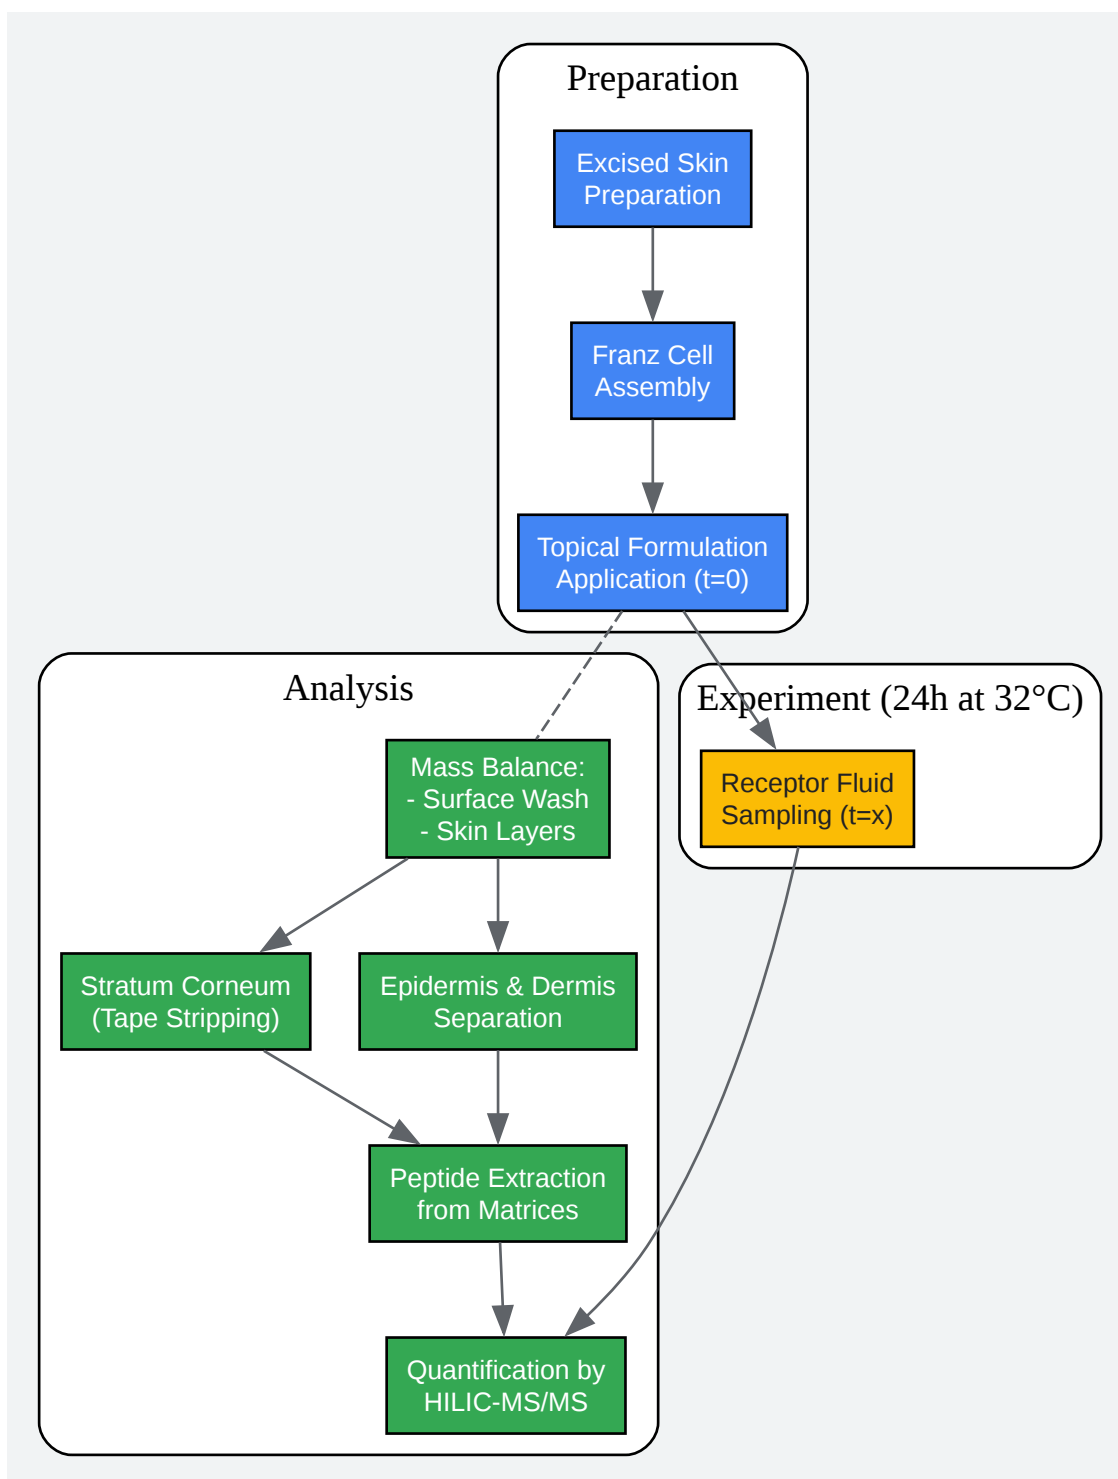 Preparation
Excised Skin
Preparation
Franz Cell
Assembly
Topical Formulation
Application (t=0)
Analysis
Mass Balance:
- Surface Wash
- Skin Layers
Experiment (24h at 32°C)
Receptor Fluid
Sampling (t=x)
Stratum Corneum
(Tape Stripping)
Epidermis & Dermis
Separation
Peptide Extraction
from Matrices
Quantification by
HILIC-MS/MS